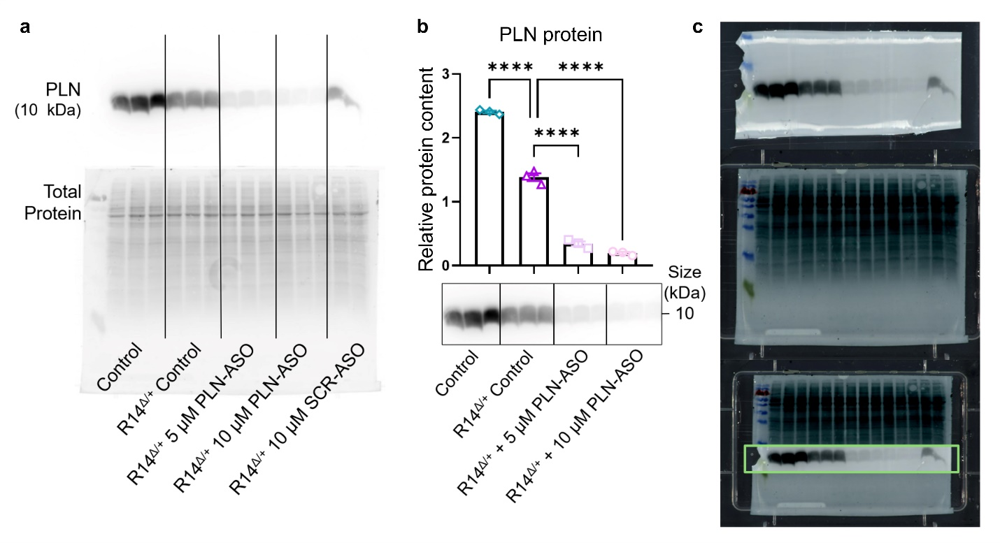 a
PLN
(10 kDa)
Total
Protein
Control
R14Δ/+ Control
R14Δ/+ 5 µM PLN-ASO
R14Δ/+ 10 µM PLN-ASO
R14Δ/+ 10 µM SCR-ASO
b
PLN protein
**** ****
****
Relative protein content
3
2
1
0
Size
(kDa)
10
Control
R14Δ/+ Control
R14Δ/+ + 5 µM PLN-ASO
R14Δ/+ + 10 µM PLN-ASO
c